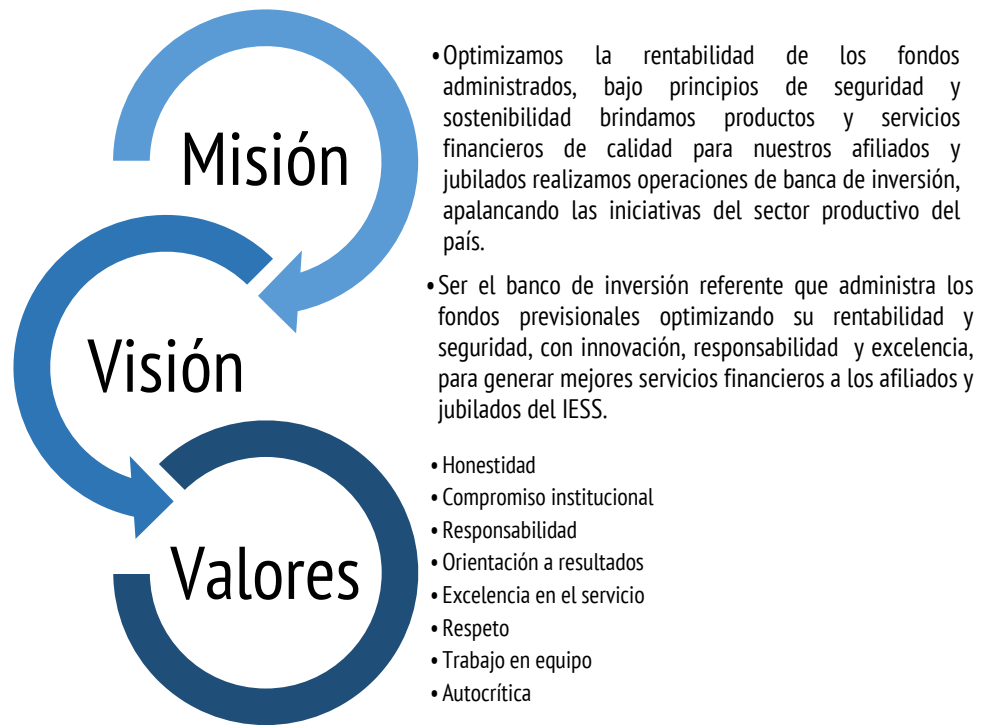 Misión
•Optimizamos la rentabilidad de los fondos
administrados, bajo principios de seguridad y
sostenibilidad brindamos productos y servicios
financieros de calidad para nuestros afiliados y
jubilados realizamos operaciones de banca de inversión,
apalancando las iniciativas del sector productivo del
país.
Visión
•Ser el banco de inversión referente que administra los
fondos previsionales optimizando su rentabilidad y
seguridad, con innovación, responsabilidad y excelencia,
para generar mejores servicios financieros a los afiliados y
jubilados del IESS.
Valores
•Honestidad
•Compromiso institucional
•Responsabilidad
•Orientación a resultados
•Excelencia en el servicio
•Respeto
•Trabajo en equipo
•Autocrítica